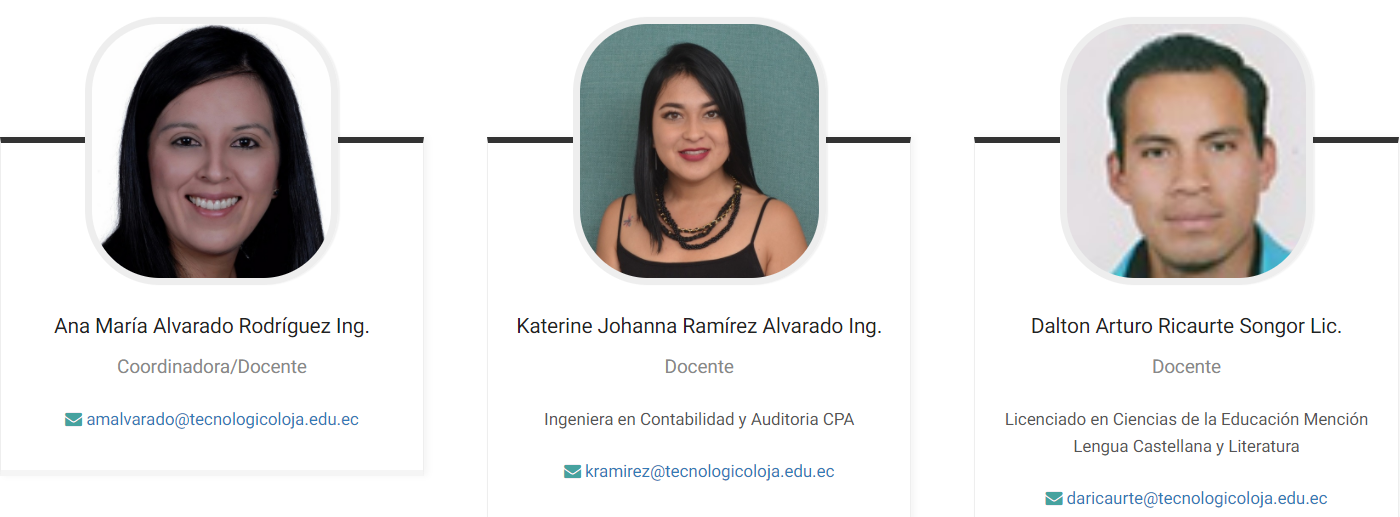 Ana María Alvarado Rodríguez Ing.
Coordinadora/Docente
amalvarado@tecnologicoloja.edu.ec
Katerine Johanna Ramírez Alvarado Ing.
Docente
Ingeniera en Contabilidad y Auditoria CPA
kramirez@tecnologicoloja.edu.ec
Dalton Arturo Ricaurte Songor Lic.
Docente
Licenciado en Ciencias de la Educación Mención
Lengua Castellana y Literatura
daricaurte@tecnologicoloja.edu.ec